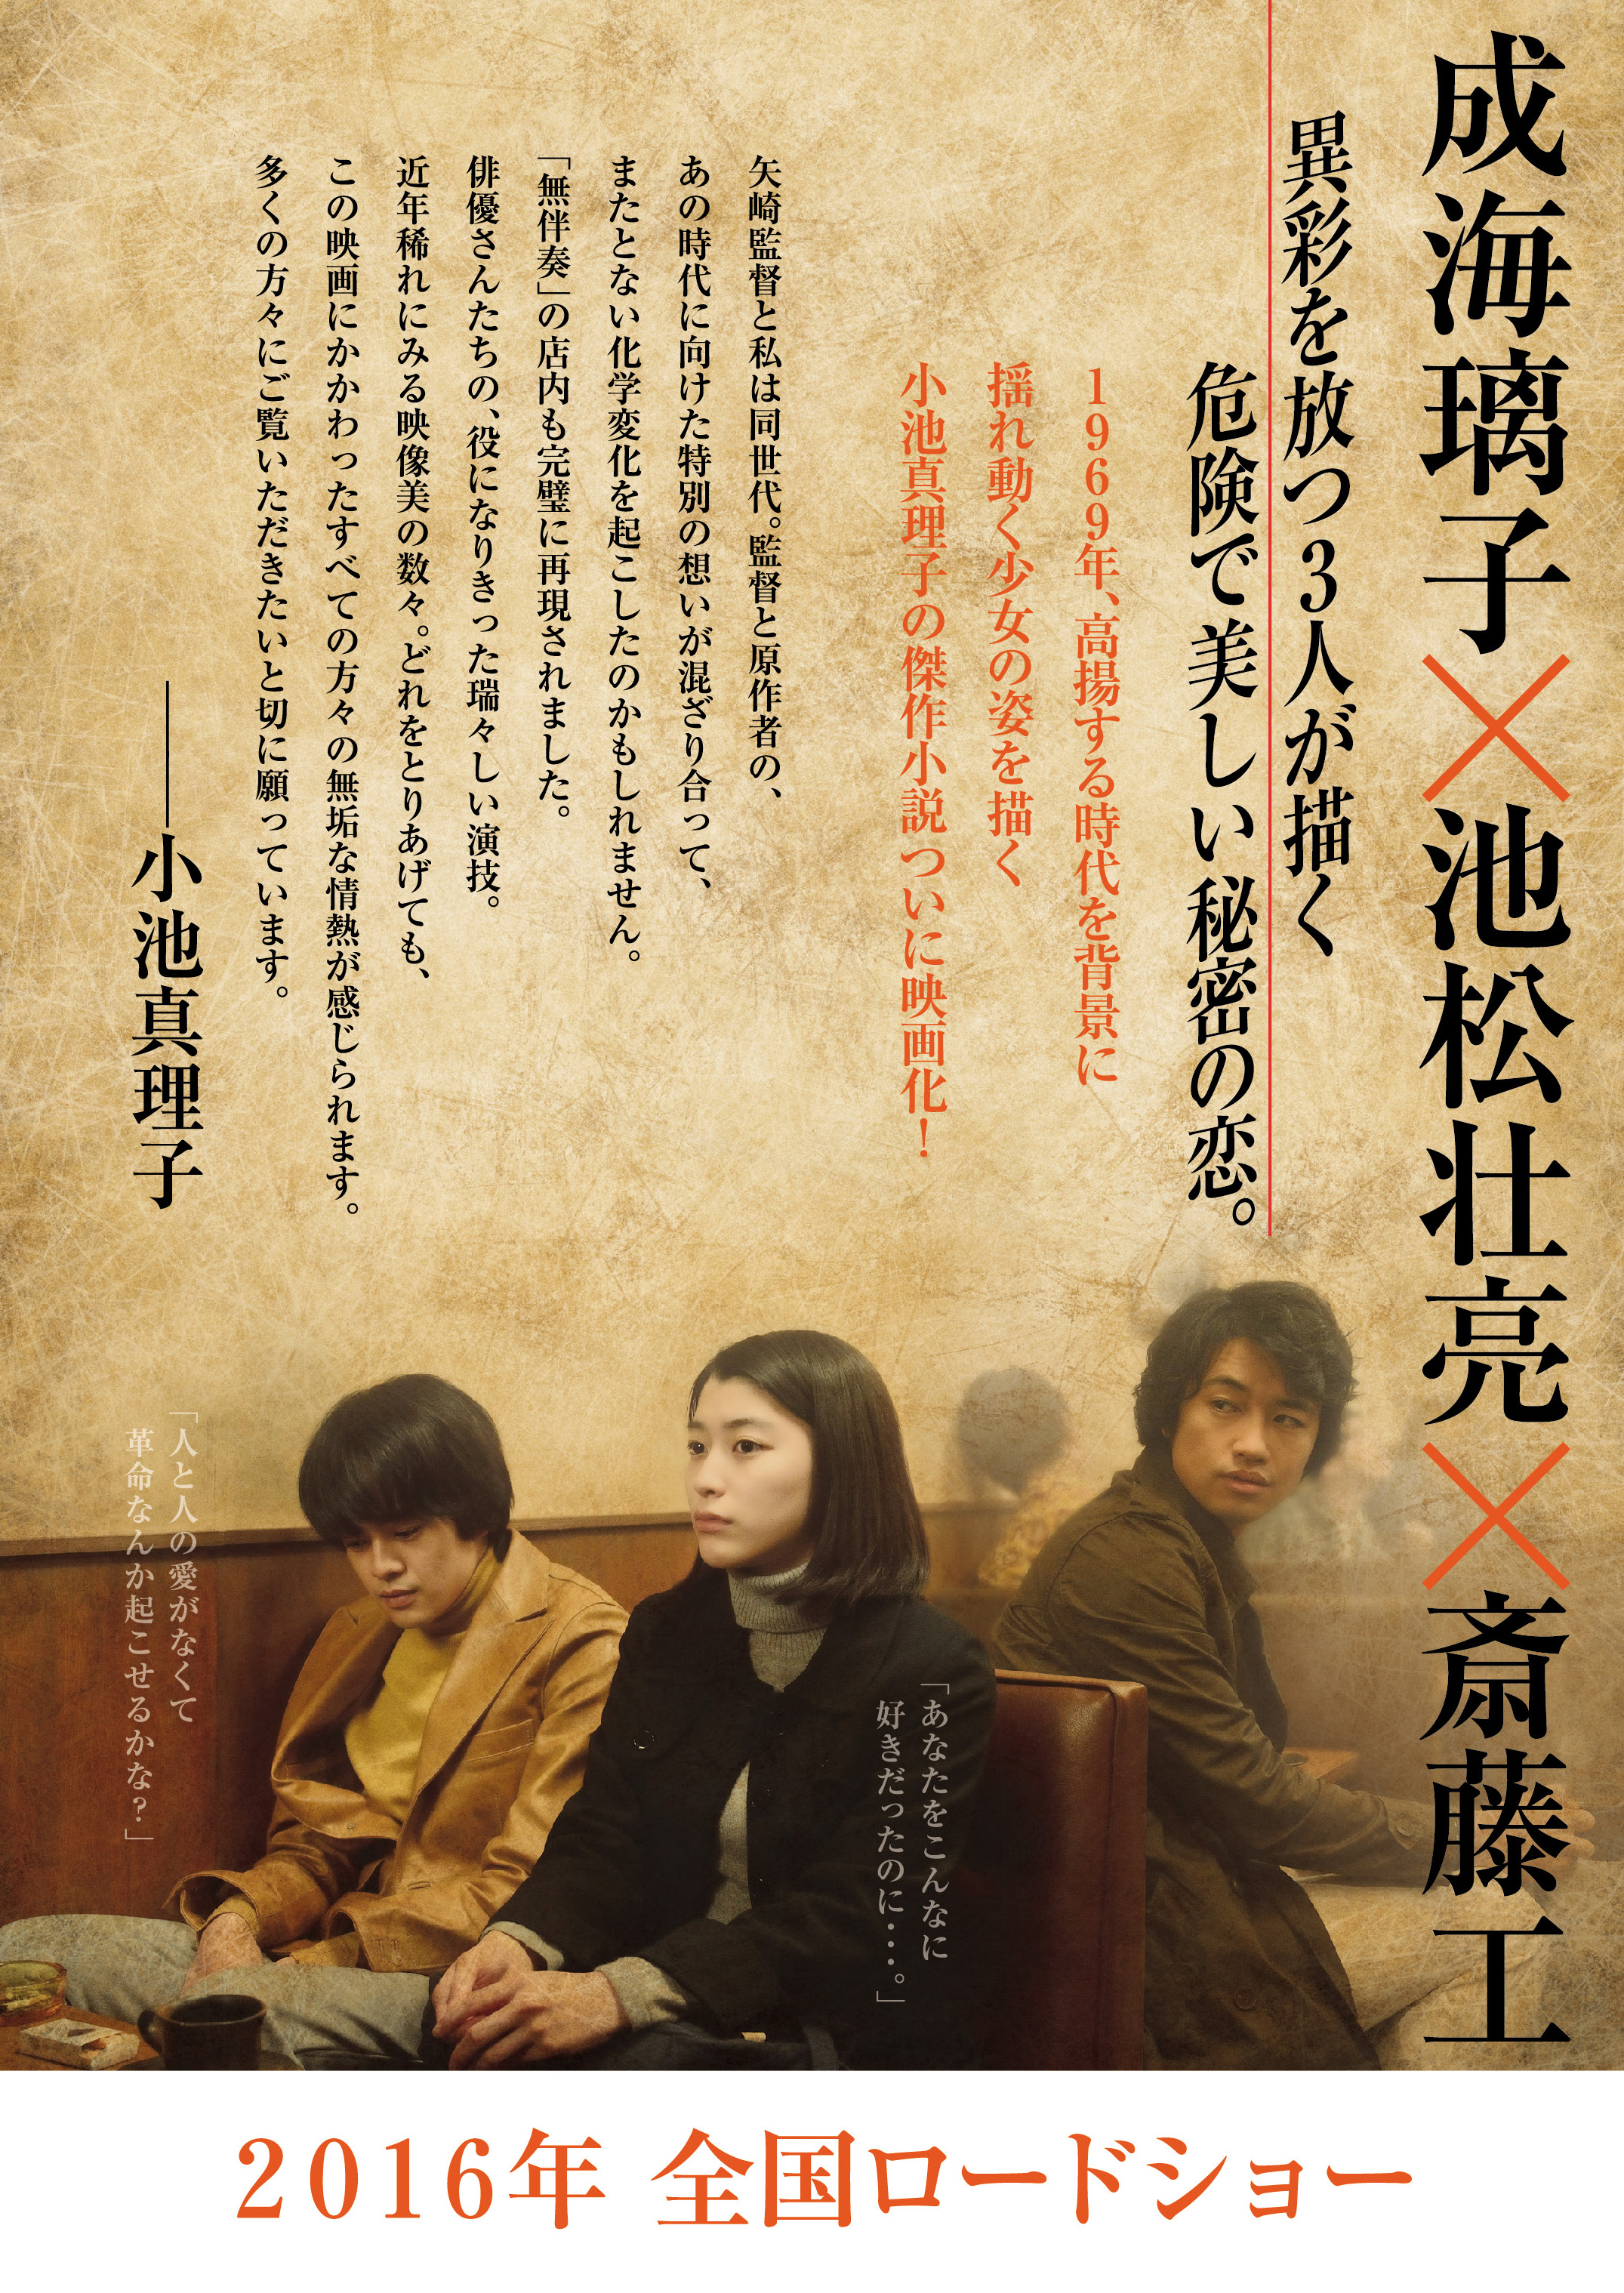 成海璃子×池松壮亮×斎藤工
異彩を放つ3人が描く
危険で美しい秘密の恋。
1969年、高揚する時代を背景に
揺れ動く少女の姿を描く
小池真理子の傑作小説ついに映画化！
矢崎監督と私は同世代。監督と原作者の、
あの時代に向けた特別の想いが混ざり合って、
またとない化学変化を起こしたのかもしれません。
「無伴奏」の店内も完璧に再現されました。
俳優さんたちの、役になりきった瑞々しい演技。
近年稀れにみる映像美の数々。どれをとりあげても、
この映画にかかわったすべての方々の無垢な情熱が感じられます。
多くの方々にご覧いただきたいと切に願っています。
――小池真理子
「あなたをこんなに
好きだったのに・・・。」
「人と人の愛がなくて
革命なんか起こせるかな？」
2016年 全国ロードショー